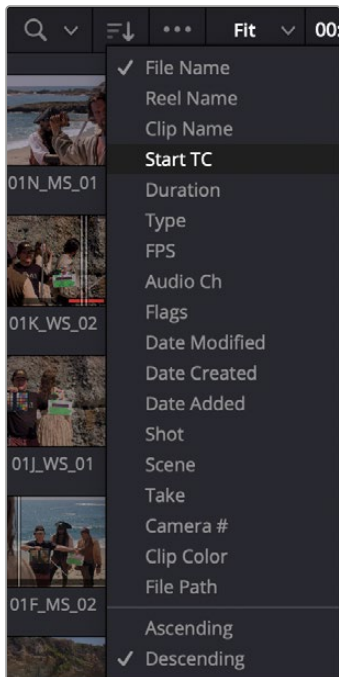 Fit 00:
File Name
Reel Name
Clip Name
Start TC
Duration
Type
FPS
Audio Ch
Flags
Date Modified
Date Created
Date Added
Shot
Scene
Take
Camera #
Clip Color
File Path
Ascending
Descending
01N_MS_01
01K_WS_02
01J_WS_01
01F_MS_02